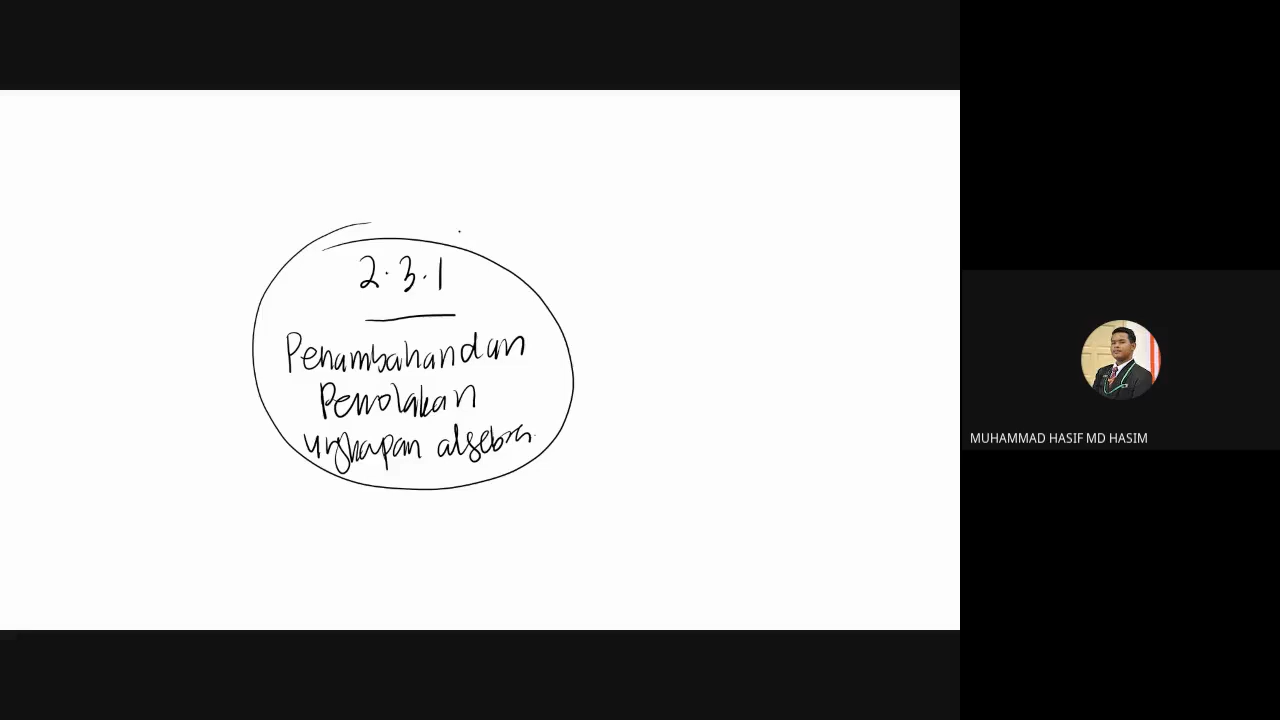 2.3.1
Penambahan dan
Penolakan
ungkapan algebra.
MUHAMMAD HASIF MD HASIM